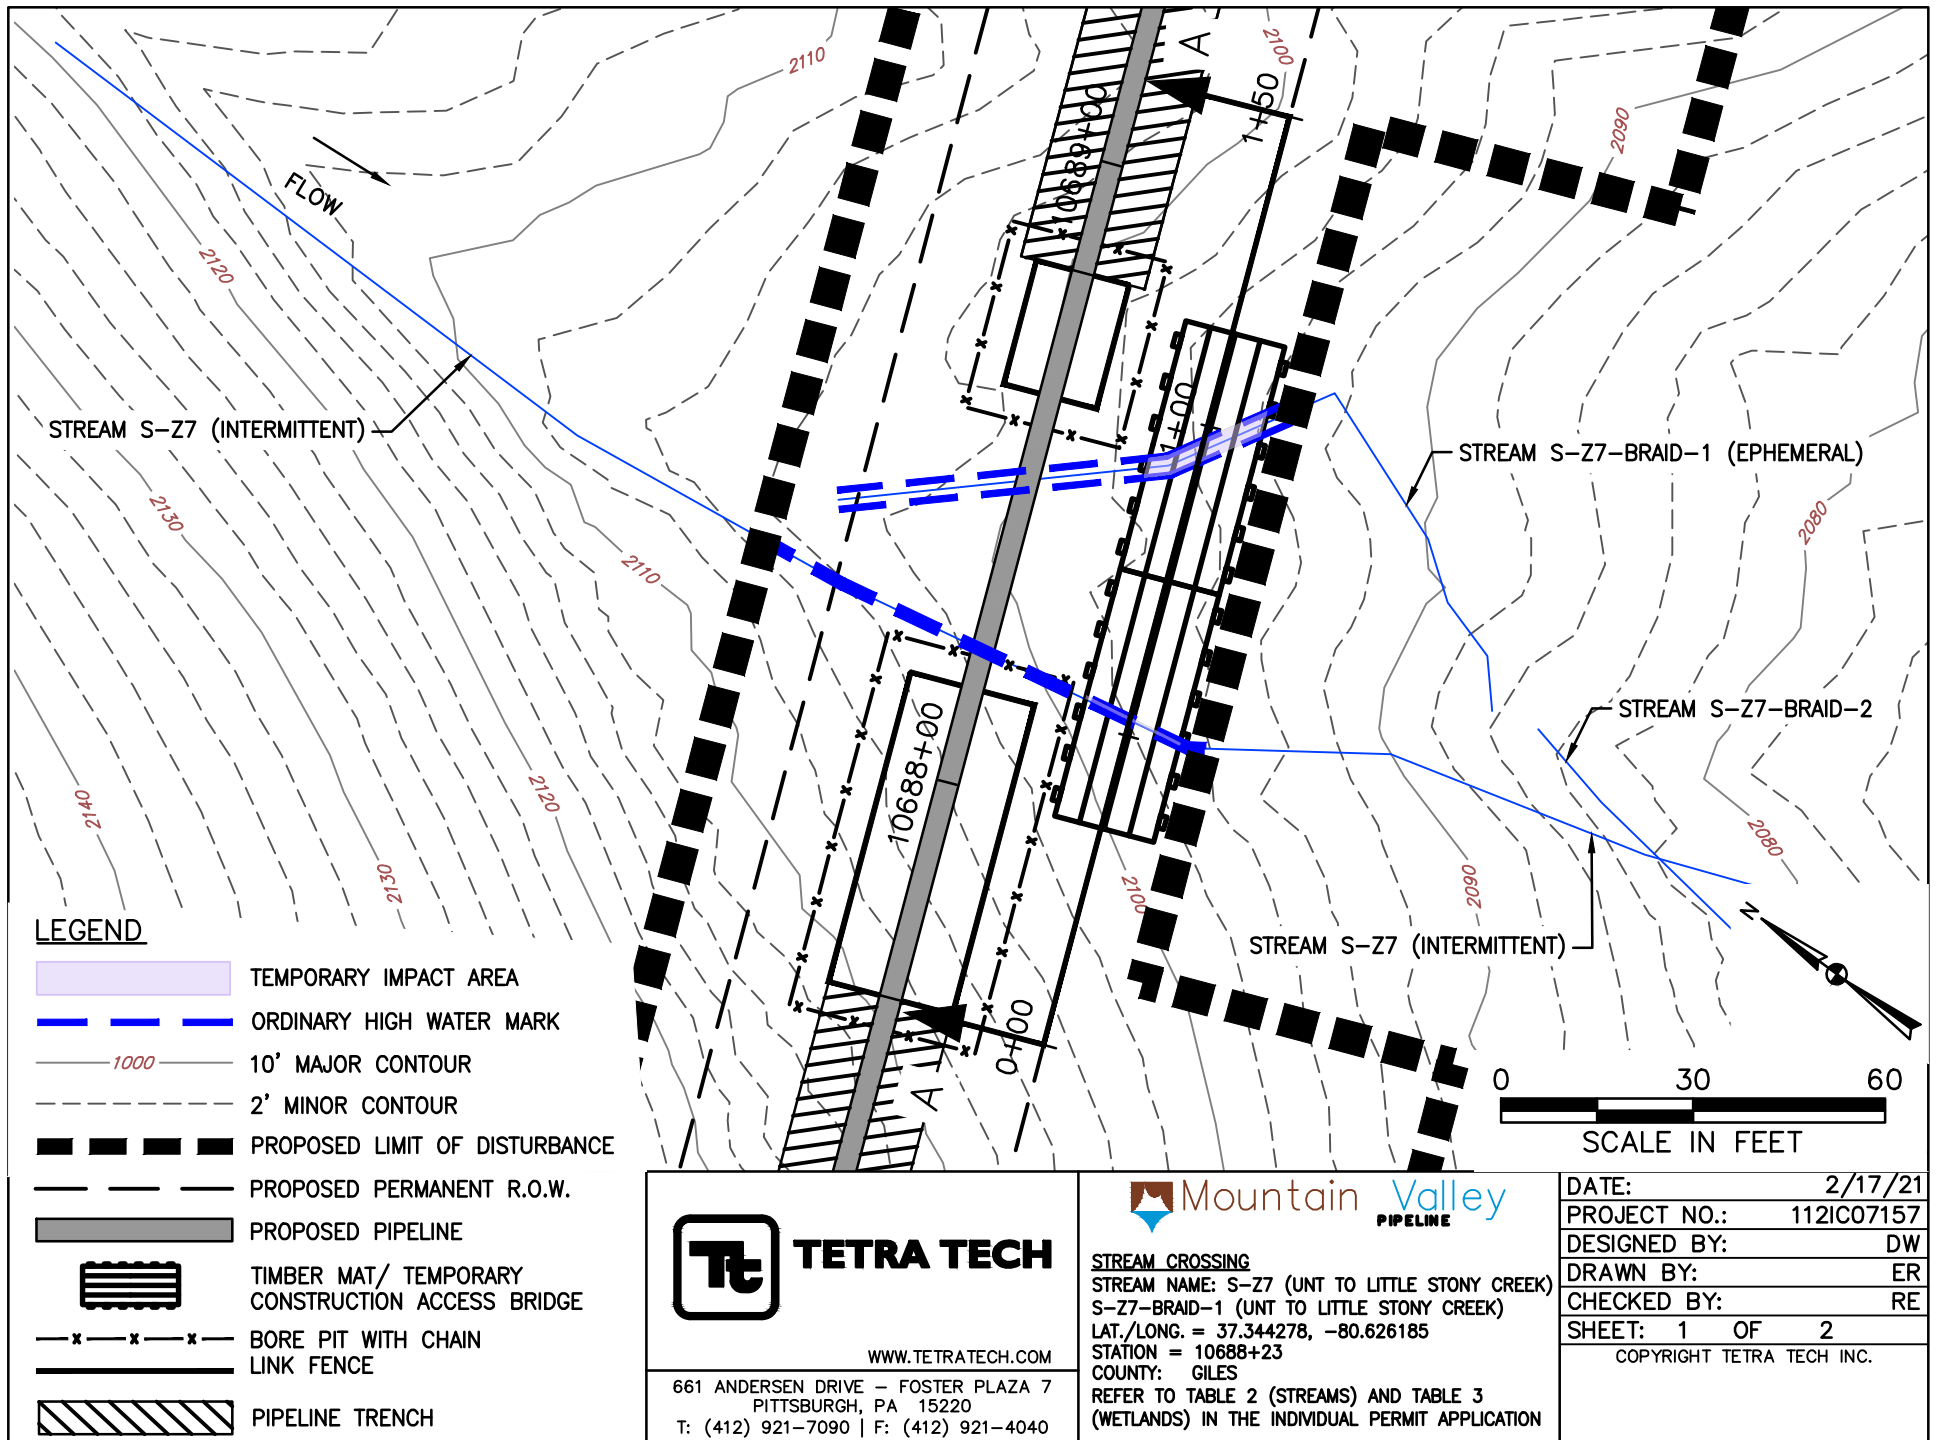 2110
2100
1+50
A
2090
10689+00
FLOW
2120
STREAM S-Z7 (INTERMITTENT)
1+00
STREAM S-Z7-BRAID-1 (EPHEMERAL)
2130
2080
2110
STREAM S-Z7-BRAID-2
10688+00
2120
2140
2080
2130
2100
2090
N
STREAM S-Z7 (INTERMITTENT)
0+00
A
LEGEND
TEMPORARY IMPACT AREA
ORDINARY HIGH WATER MARK
1000
10' MAJOR CONTOUR
2' MINOR CONTOUR
PROPOSED LIMIT OF DISTURBANCE
PROPOSED PERMANENT R.O.W.
PROPOSED PIPELINE
TIMBER MAT/ TEMPORARY
CONSTRUCTION ACCESS BRIDGE
BORE PIT WITH CHAIN
LINK FENCE
PIPELINE TRENCH
0 30 60
SCALE IN FEET
Tt TETRA TECH
WWW.TETRATECH.COM
661 ANDERSEN DRIVE – FOSTER PLAZA 7
PITTSBURGH, PA 15220
T: (412) 921-7090 | F: (412) 921-4040
Mountain Valley
PIPELINE
STREAM CROSSING
STREAM NAME: S-Z7 (UNT TO LITTLE STONY CREEK)
S-Z7-BRAID-1 (UNT TO LITTLE STONY CREEK)
LAT./LONG. = 37.344278, -80.626185
STATION = 10688+23
COUNTY: GILES
REFER TO TABLE 2 (STREAMS) AND TABLE 3
(WETLANDS) IN THE INDIVIDUAL PERMIT APPLICATION
DATE: 2/17/21
PROJECT NO.: 112IC07157
DESIGNED BY: DW
DRAWN BY: ER
CHECKED BY: RE
SHEET: 1 OF 2
COPYRIGHT TETRA TECH INC.